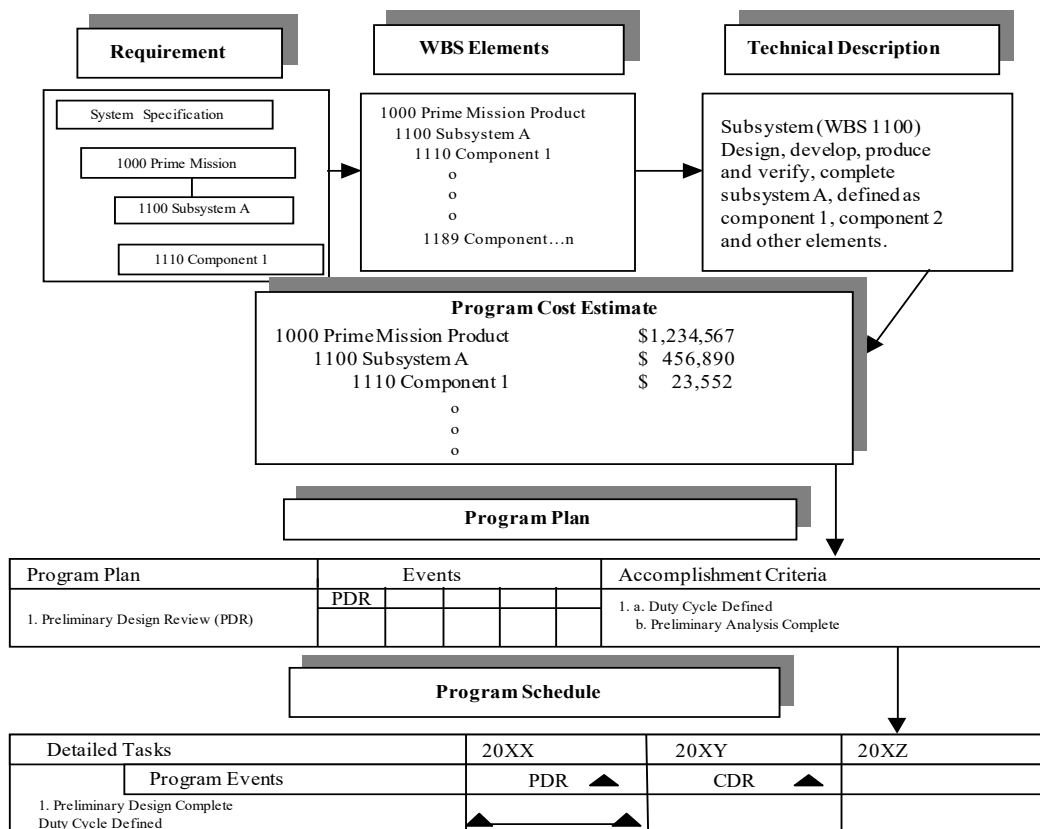 Requirement
WBS Elements
Technical Description
System Specification
1000 Prime Mission
1100 Subsystem A
1110 Component 1
1000 Prime Mission Product
1100 Subsystem A
1110 Component 1
o
o
o
1189 Component…n
Subsystem (WBS 1100)
Design, develop, produce
and verify, complete
subsystem A, defined as
component 1, component 2
and other elements.
Program Cost Estimate
1000 Prime Mission Product $1,234,567
1100 Subsystem A $ 456,890
1110 Component 1 $ 23,552
o
o
o
Program Plan
Program Plan Events Accomplishment Criteria
PDR
1. Preliminary Design Review (PDR)
1. a. Duty Cycle Defined
b. Preliminary Analysis Complete
Program Schedule
Detailed Tasks 20XX 20XY 20XZ
Program Events PDR CDR
1. Preliminary Design Complete
Duty Cycle Defined